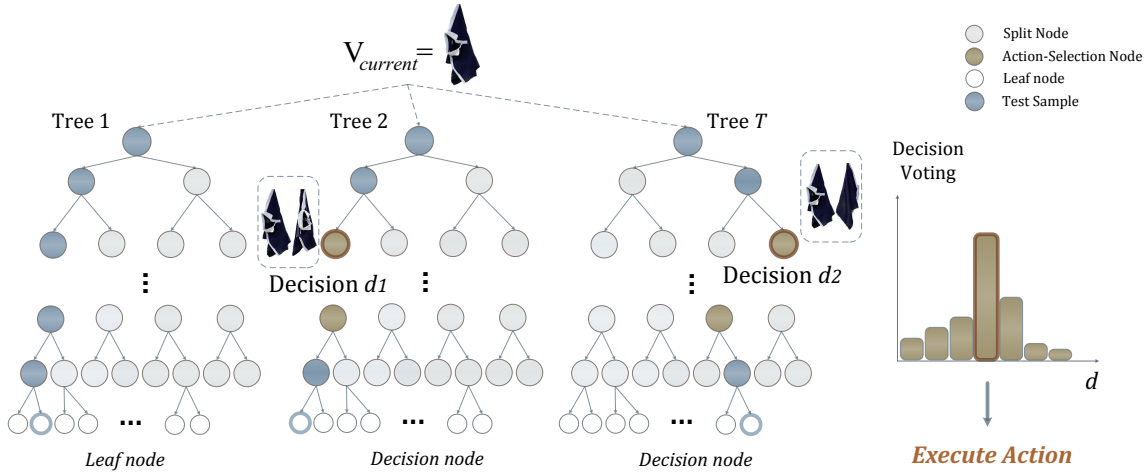 V_current =
Split Node
Action-Selection Node
Leaf node
Test Sample
Tree 1
Tree 2
Tree T
Decision
Voting
Decision d1
Decision d2
...
...
...
d
...
...
...
Leaf node
Decision node
Decision node
Execute Action